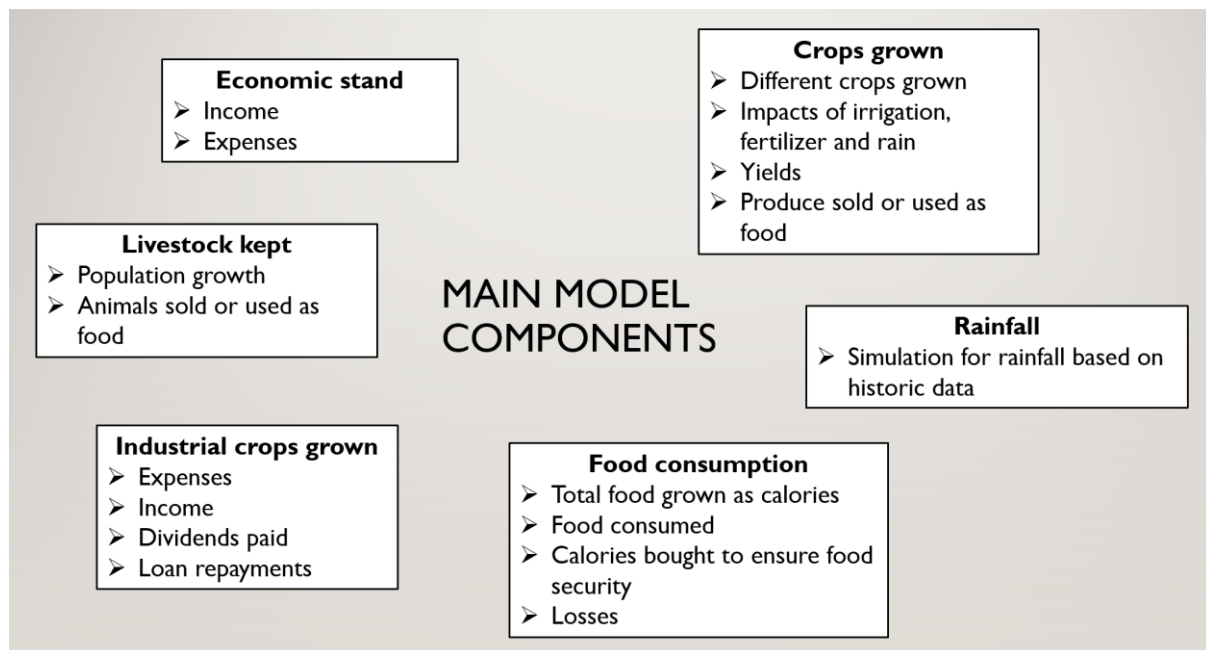 Economic stand
➢ Income
➢ Expenses
Crops grown
➢ Different crops grown
➢ Impacts of irrigation,
fertilizer and rain
➢ Yields
➢ Produce sold or used as
food
Livestock kept
➢ Population growth
➢ Animals sold or used as
food
MAIN MODEL
COMPONENTS
Rainfall
➢ Simulation for rainfall based on
historic data
Industrial crops grown
➢ Expenses
➢ Income
➢ Dividends paid
➢ Loan repayments
Food consumption
➢ Total food grown as calories
➢ Food consumed
➢ Calories bought to ensure food
security
➢ Losses